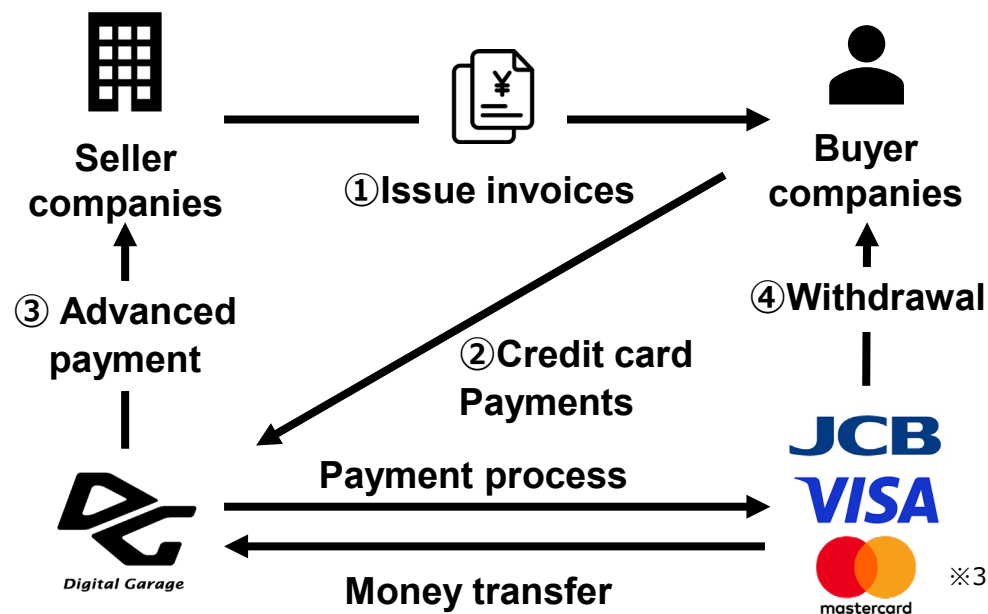 ¥
Seller
companies
Buyer
companies
①Issue invoices
③ Advanced
payment
④Withdrawal
②Credit card
Payments
Payment process
Money transfer
DG
Digital Garage
JCB
VISA
mastercard
※3